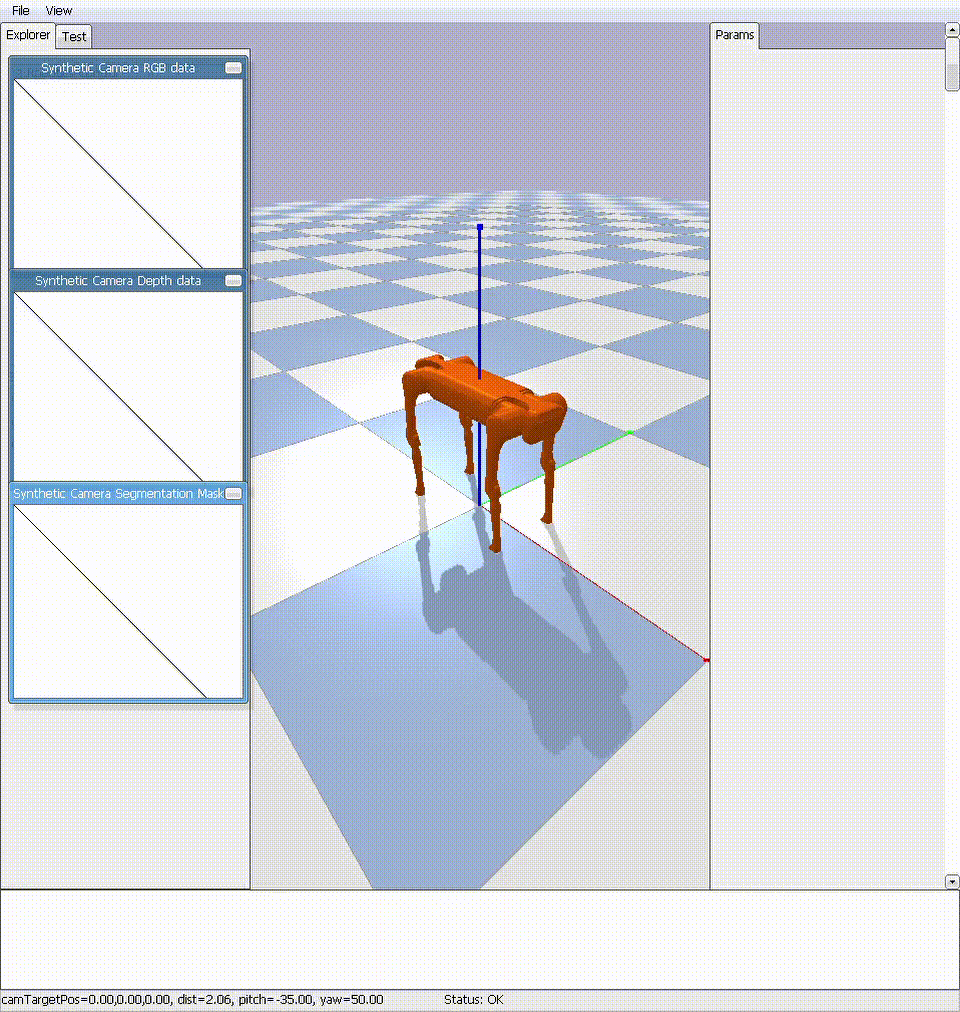 File View
Explorer Test
Params
Synthetic Camera RGB data
Synthetic Camera Depth data
Synthetic Camera Segmentation Mask
camTargetPos=0.00,0.00,0.00, dist=2.06, pitch=-35.00, yaw=50.00 Status: OK